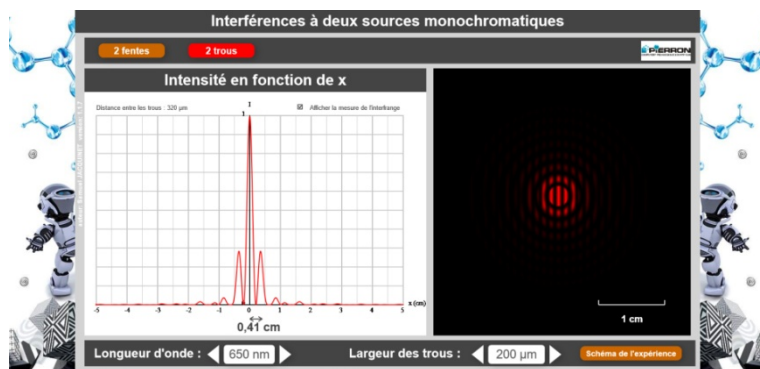 Interférences à deux sources monochromatiques
2 fentes
2 trous
PIERRON
Intensité en fonction de x
Distance entre les trous : 320 µm
I
Afficher la mesure de l'interfrange
1
-5 -4 -3 -2 -1 0 1 2 3 4 5 x (cm)
0,41 cm
1 cm
Longueur d'onde :
650 nm
Largeur des trous :
200 µm
Schéma de l'expérience